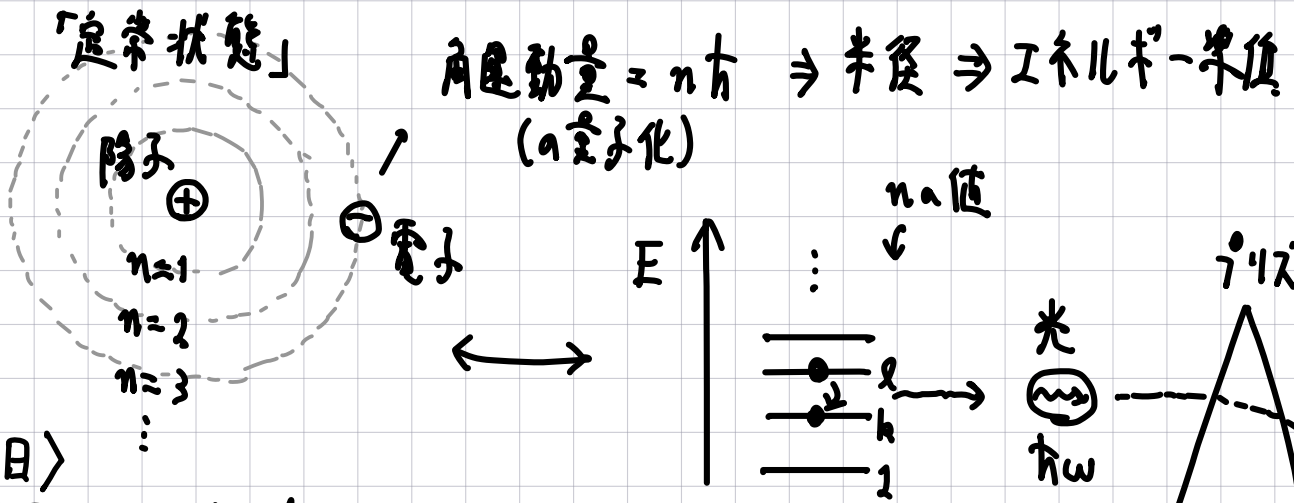 「定常状態」
角運動量 = nħ ⇒ 半径 ⇒ エネルギー準位
(の量子化)
陽子
+
−
電子
n=1
n=2
n=3
⋮
日〉
nの値
E
⋮
l
k
1
光
ħω
プリズ